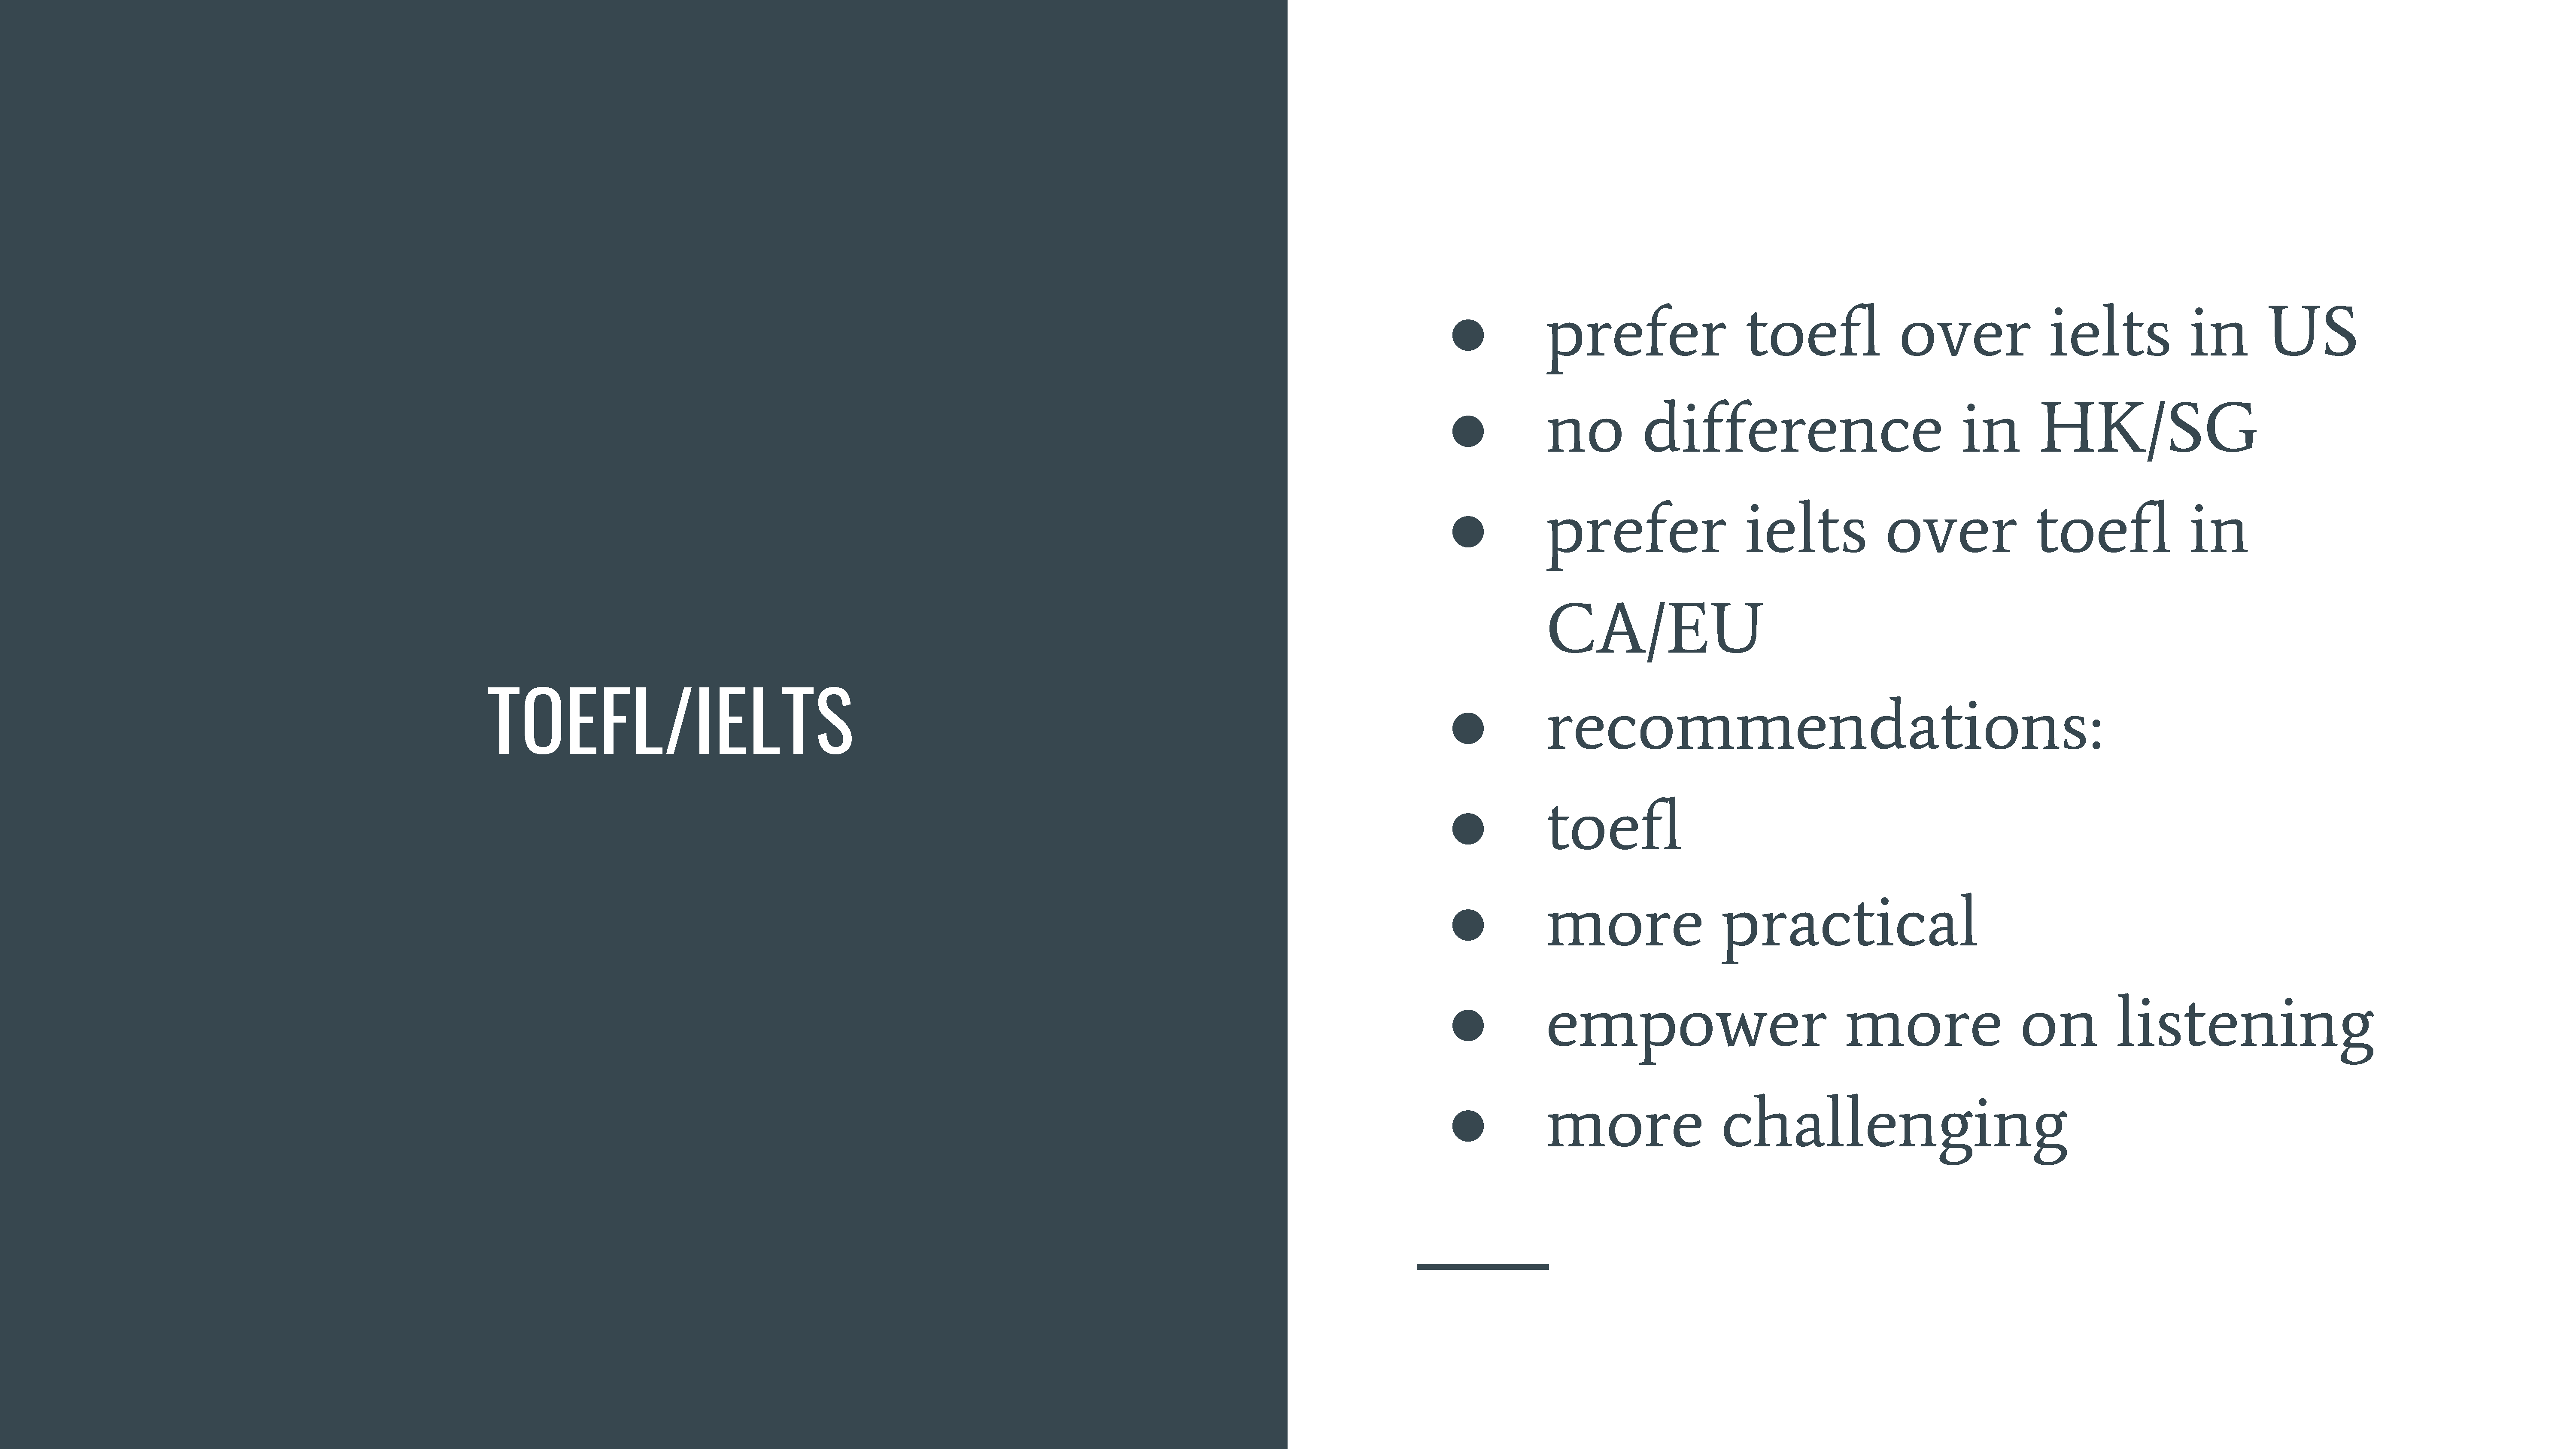 TOEFL/IELTS
● prefer toefl over ielts in US
● no difference in HK/SG
● prefer ielts over toefl in
CA/EU
● recommendations:
● toefl
● more practical
● empower more on listening
● more challenging